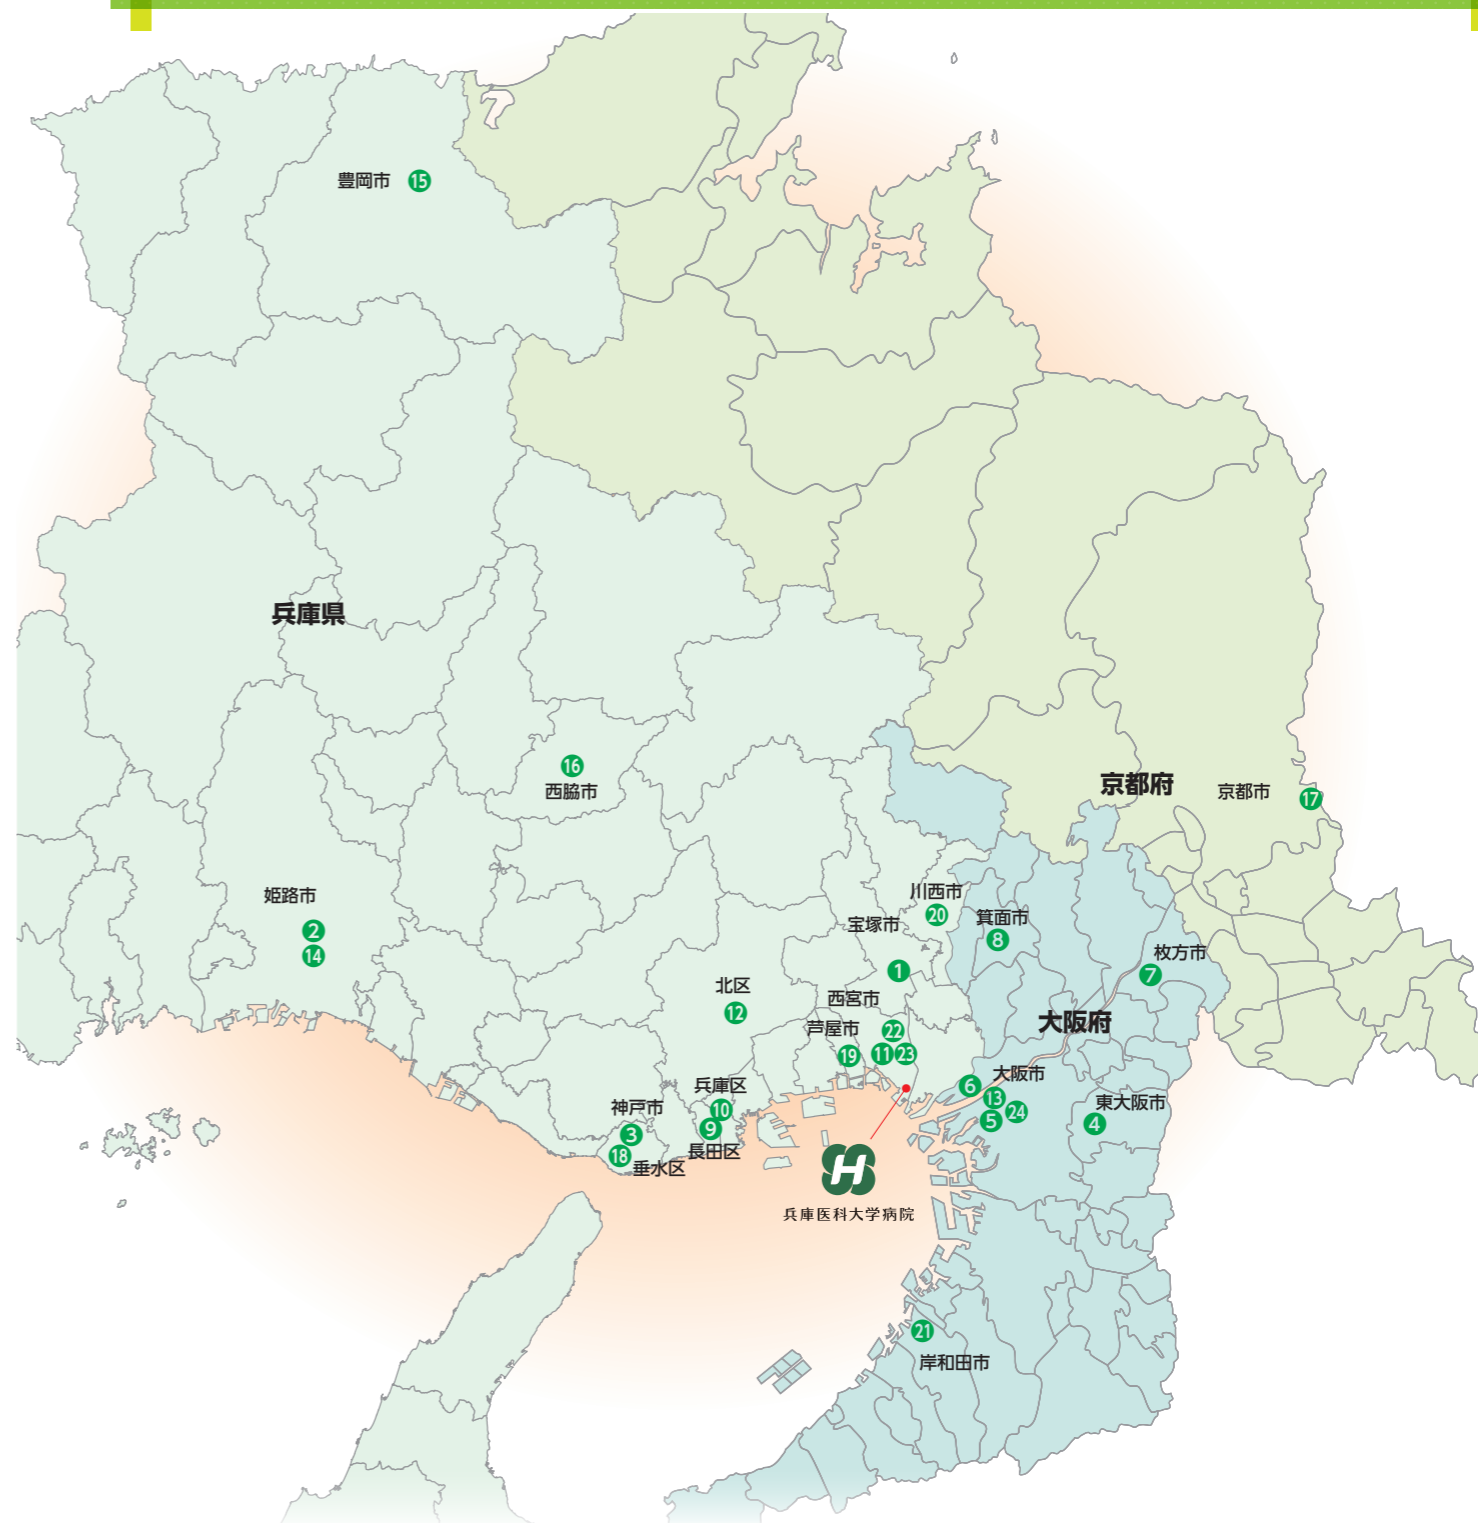 豊岡市 15
兵庫県
16
西脇市
京都府
京都市 17
姫路市
2
14
川西市
20
宝塚市
箕面市
8
枚方市
7
1
北区
12
西宮市
大阪府
芦屋市
22
19
11 23
大阪市
6
13
24
5
東大阪市
4
兵庫区
10
神戸市
3
9
長田区
18
垂水区
H
兵庫医科大学病院
21
岸和田市